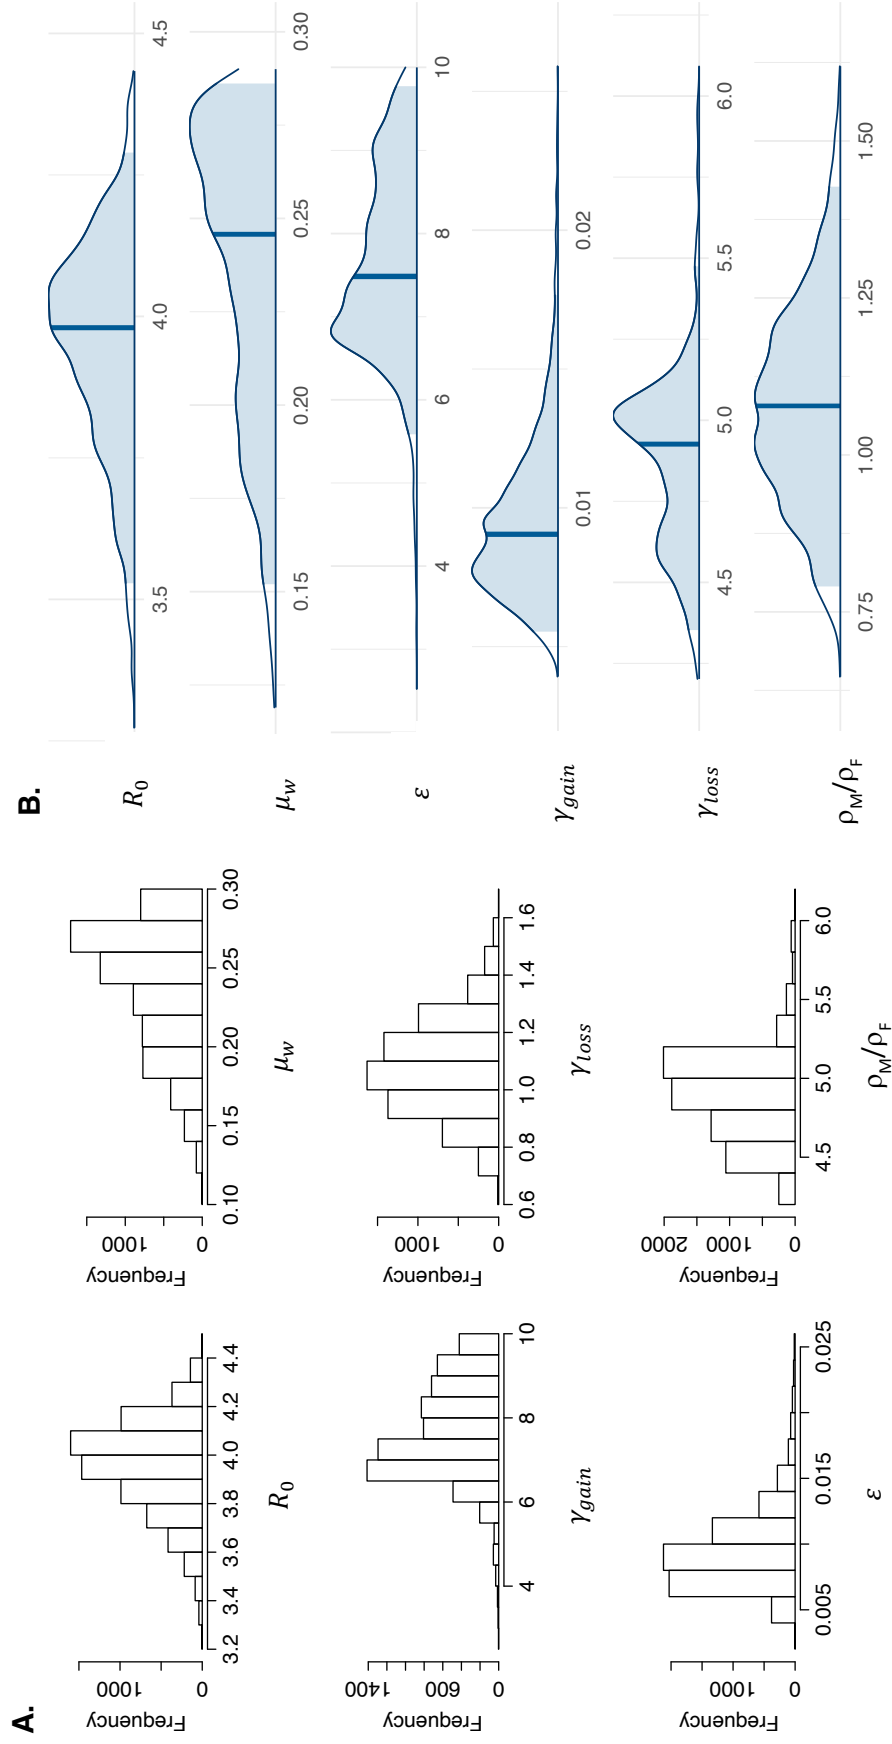 A.
Frequency
1000
0
3.2 3.4 3.6 3.8 4.0 4.2 4.4
R0
Frequency
1000
0
0.10 0.15 0.20 0.25 0.30
μw
Frequency
1400
600
0
4 6 8 10
γgain
Frequency
1000
0
0.6 0.8 1.0 1.2 1.4 1.6
γloss
Frequency
1000
0
0.005 0.015 0.025
ε
Frequency
2000
1000
0
4.5 5.0 5.5 6.0
ρM/ρF
B.
R0
3.5 4.0 4.5
μw
0.15 0.20 0.25 0.30
ε
4 6 8 10
γgain
0.01 0.02
γloss
4.5 5.0 5.5 6.0
ρM/ρF
0.75 1.00 1.25 1.50